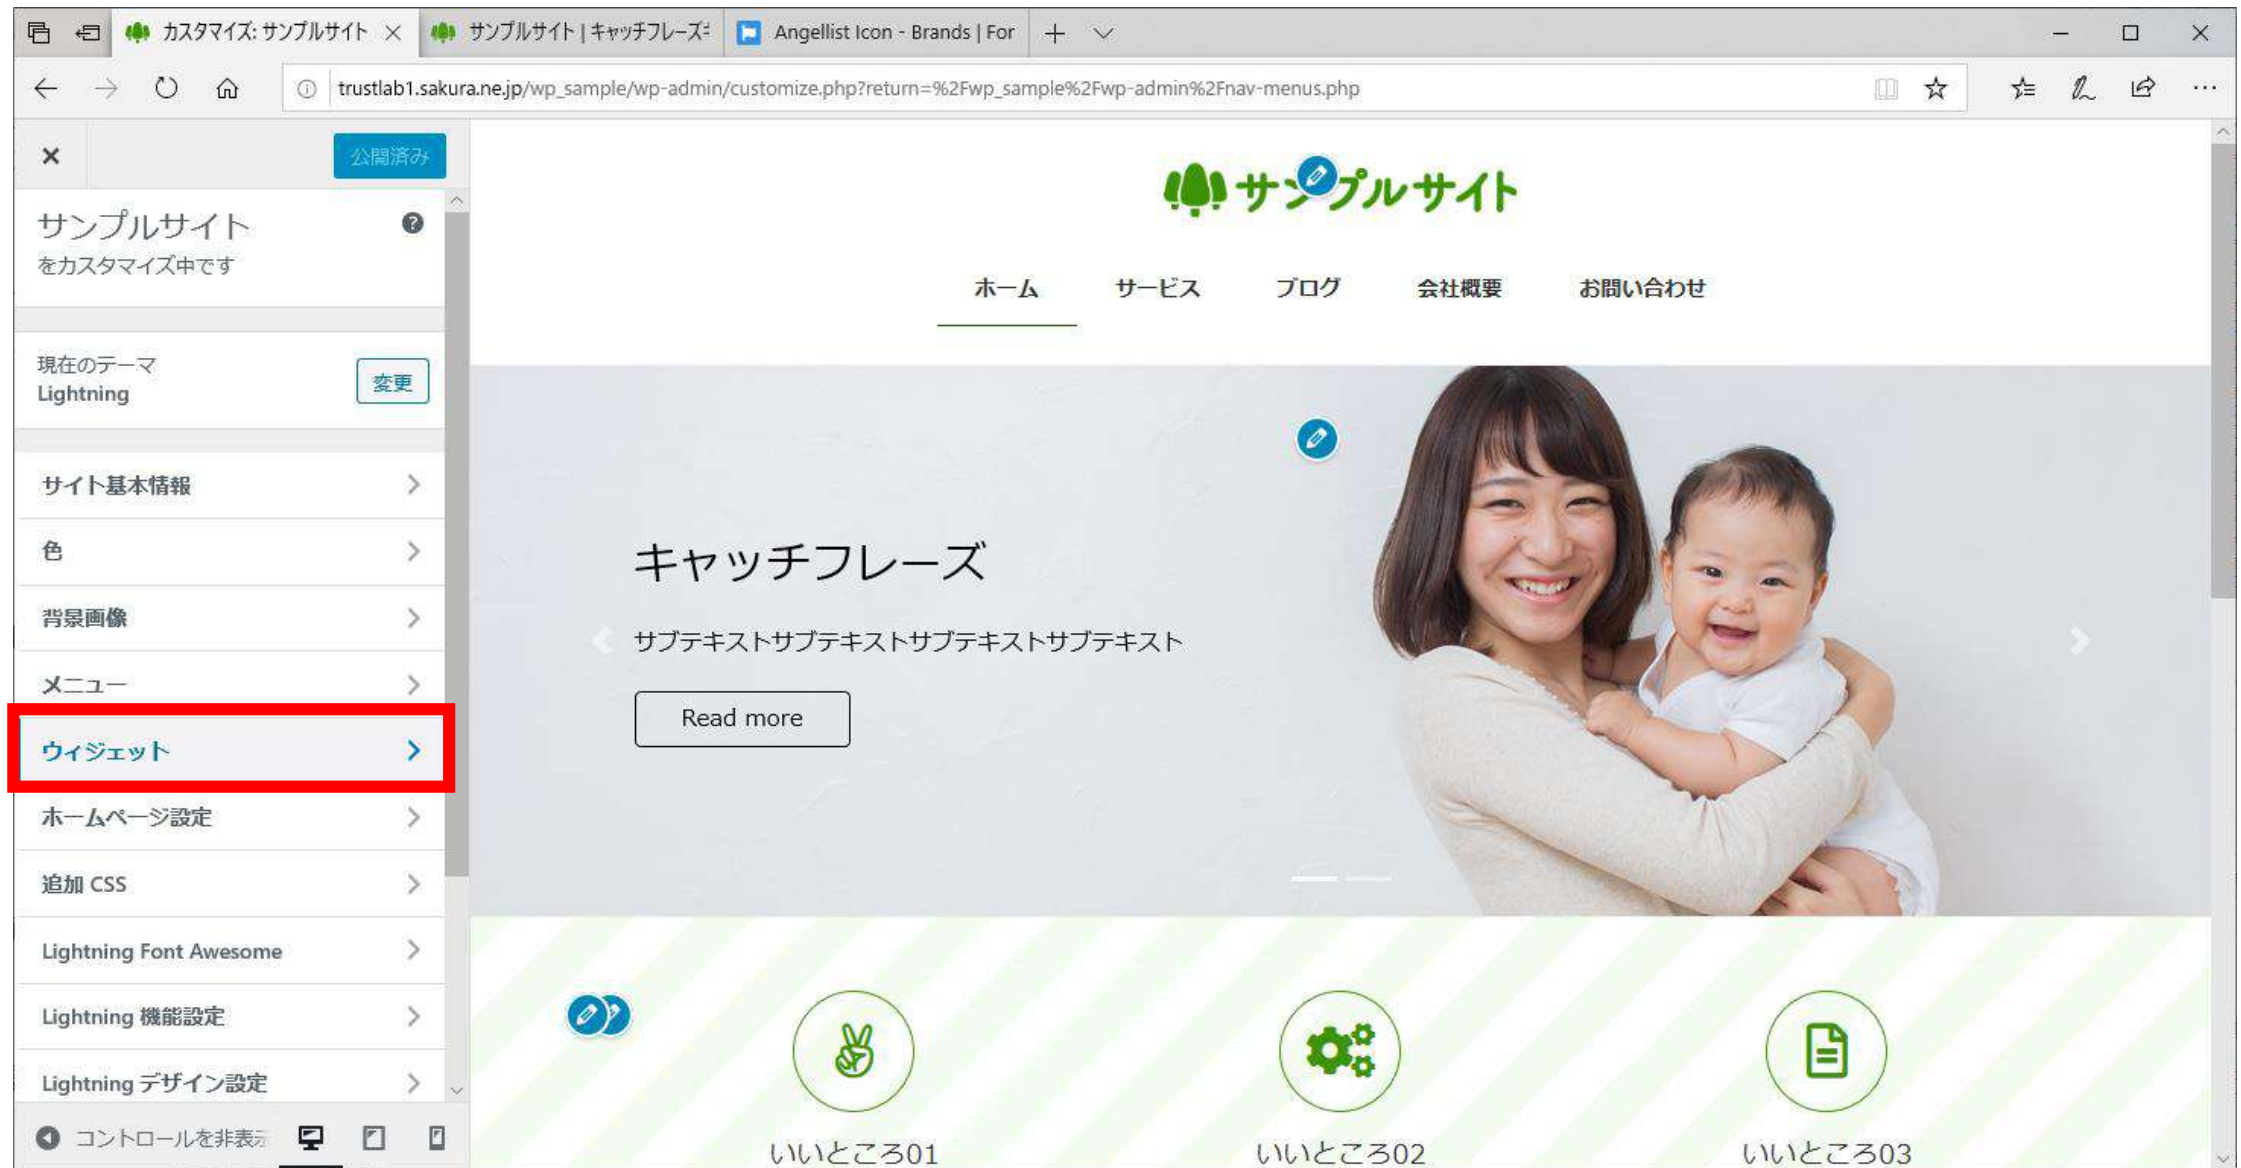 カスタマイズ: サンプルサイト
サンプルサイト | キャッチフレーズ
Angellist Icon - Brands | For
trustlab1.sakura.ne.jp/wp_sample/wp-admin/customize.php?return=%2Fwp_sample%2Fwp-admin%2Fnav-menus.php
公開済み
サンプルサイト
をカスタマイズ中です
現在のテーマ
Lightning
変更
サイト基本情報
色
背景画像
メニュー
ウィジェット
ホームページ設定
追加 CSS
Lightning Font Awesome
Lightning 機能設定
Lightning デザイン設定
コントロールを非表示
サンプルサイト
ホーム サービス ブログ 会社概要 お問い合わせ
キャッチフレーズ
サブテキストサブテキストサブテキストサブテキスト
Read more
いいところ01 いいところ02 いいところ03